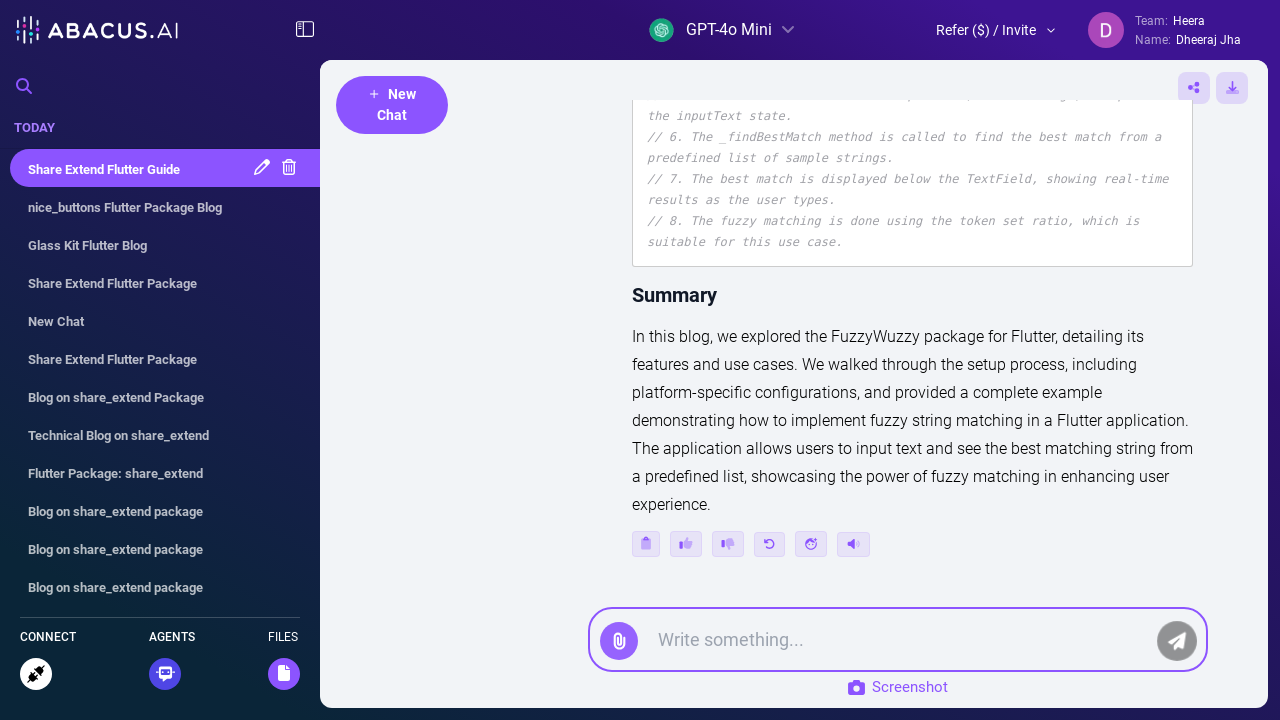 ABACUS.AI
GPT-4o Mini
Refer ($) / Invite
D
Team: Heera
Name: Dheeraj Jha
TODAY
Share Extend Flutter Guide
nice_buttons Flutter Package Blog
Glass Kit Flutter Blog
Share Extend Flutter Package
New Chat
Share Extend Flutter Package
Blog on share_extend Package
Technical Blog on share_extend
Flutter Package: share_extend
Blog on share_extend package
Blog on share_extend package
Blog on share_extend package
CONNECT
AGENTS
FILES
+ New
Chat
the inputText state.
// 6. The _findBestMatch method is called to find the best match from a
predefined list of sample strings.
// 7. The best match is displayed below the TextField, showing real-time
results as the user types.
// 8. The fuzzy matching is done using the token set ratio, which is
suitable for this use case.
Summary
In this blog, we explored the FuzzyWuzzy package for Flutter, detailing its
features and use cases. We walked through the setup process, including
platform-specific configurations, and provided a complete example
demonstrating how to implement fuzzy string matching in a Flutter application.
The application allows users to input text and see the best matching string from
a predefined list, showcasing the power of fuzzy matching in enhancing user
experience.
Write something...
Screenshot